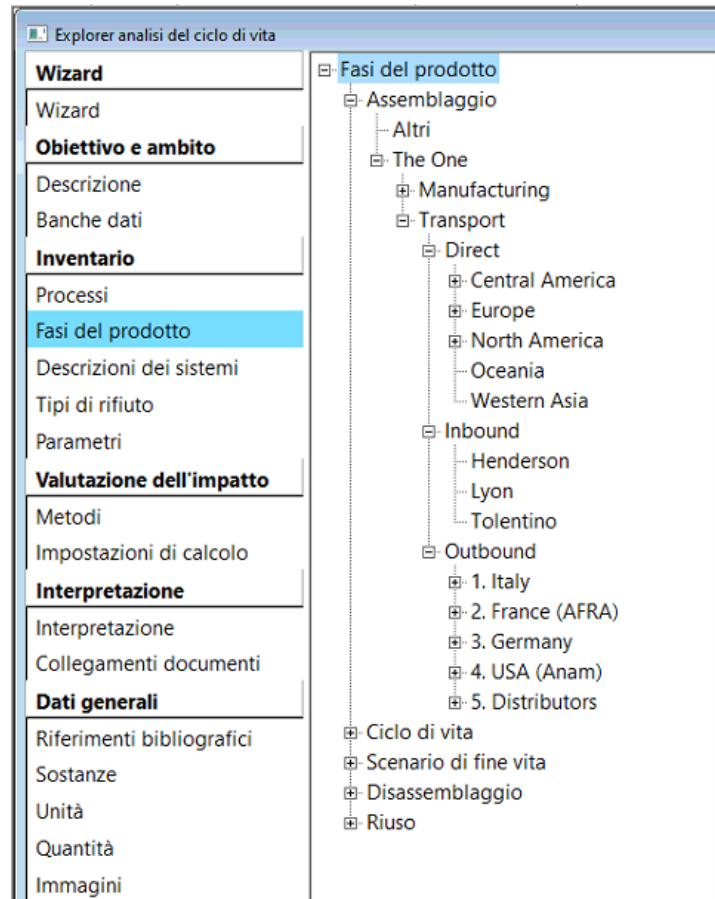 Explorer analisi del ciclo di vita
Wizard
Wizard
Obiettivo e ambito
Descrizione
Banche dati
Inventario
Processi
Fasi del prodotto
Descrizioni dei sistemi
Tipi di rifiuto
Parametri
Valutazione dell'impatto
Metodi
Impostazioni di calcolo
Interpretazione
Interpretazione
Collegamenti documenti
Dati generali
Riferimenti bibliografici
Sostanze
Unità
Quantità
Immagini
Fasi del prodotto
Assemblaggio
Altri
The One
Manufacturing
Transport
Direct
Central America
Europe
North America
Oceania
Western Asia
Inbound
Henderson
Lyon
Tolentino
Outbound
1. Italy
2. France (AFRA)
3. Germany
4. USA (Anam)
5. Distributors
Ciclo di vita
Scenario di fine vita
Disassemblaggio
Riuso